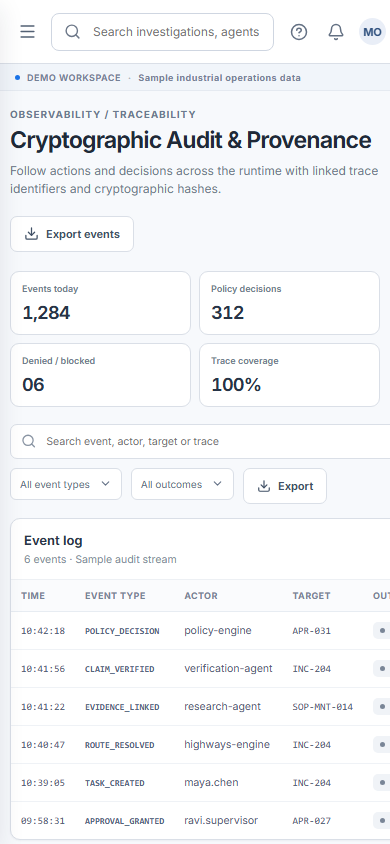 Search investigations, agents
MO
DEMO WORKSPACE · Sample industrial operations data
OBSERVABILITY / TRACEABILITY
Cryptographic Audit & Provenance
Follow actions and decisions across the runtime with linked trace
identifiers and cryptographic hashes.
Export events
Events today
1,284
Policy decisions
312
Denied / blocked
06
Trace coverage
100%
Search event, actor, target or trace
All event types
All outcomes
Export
Event log
6 events · Sample audit stream
TIME EVENT TYPE ACTOR TARGET OUT
10:42:18 POLICY_DECISION policy-engine APR-031
10:41:56 CLAIM_VERIFIED verification-agent INC-204
10:41:22 EVIDENCE_LINKED research-agent SOP-MNT-014
10:40:47 ROUTE_RESOLVED highways-engine INC-204
10:39:05 TASK_CREATED maya.chen INC-204
09:58:31 APPROVAL_GRANTED ravi.supervisor APR-027